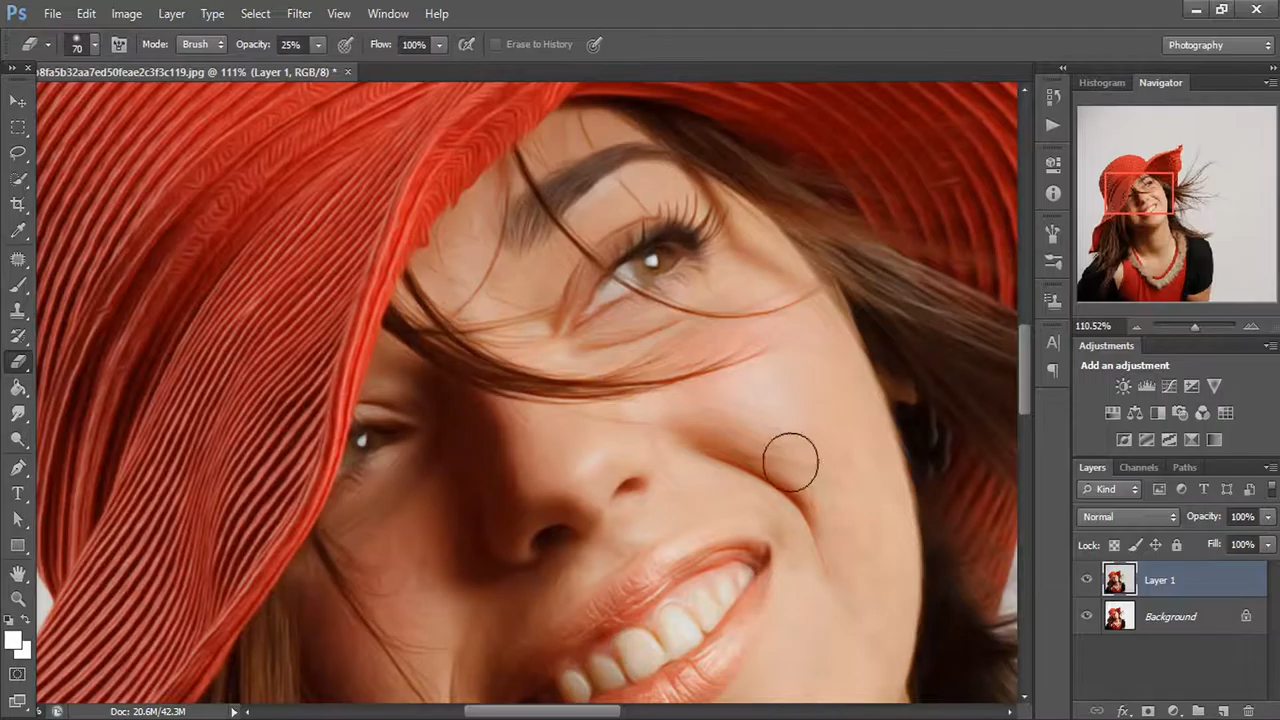 Ps File Edit Image Layer Type Select Filter View Window Help
70 Mode: Brush Opacity: 25% Flow: 100% Erase to History Photography
b8fa5b32aa7ed50feae2c3f3c119.jpg @ 111% (Layer 1, RGB/8) *
Histogram Navigator
110.52%
Adjustments
Add an adjustment
Layers Channels Paths
Kind
Normal Opacity: 100%
Lock: Fill: 100%
Layer 1
Background
Doc: 20.6M/42.3M